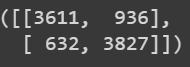 ([[3611,  936],
[ 632, 3827]])